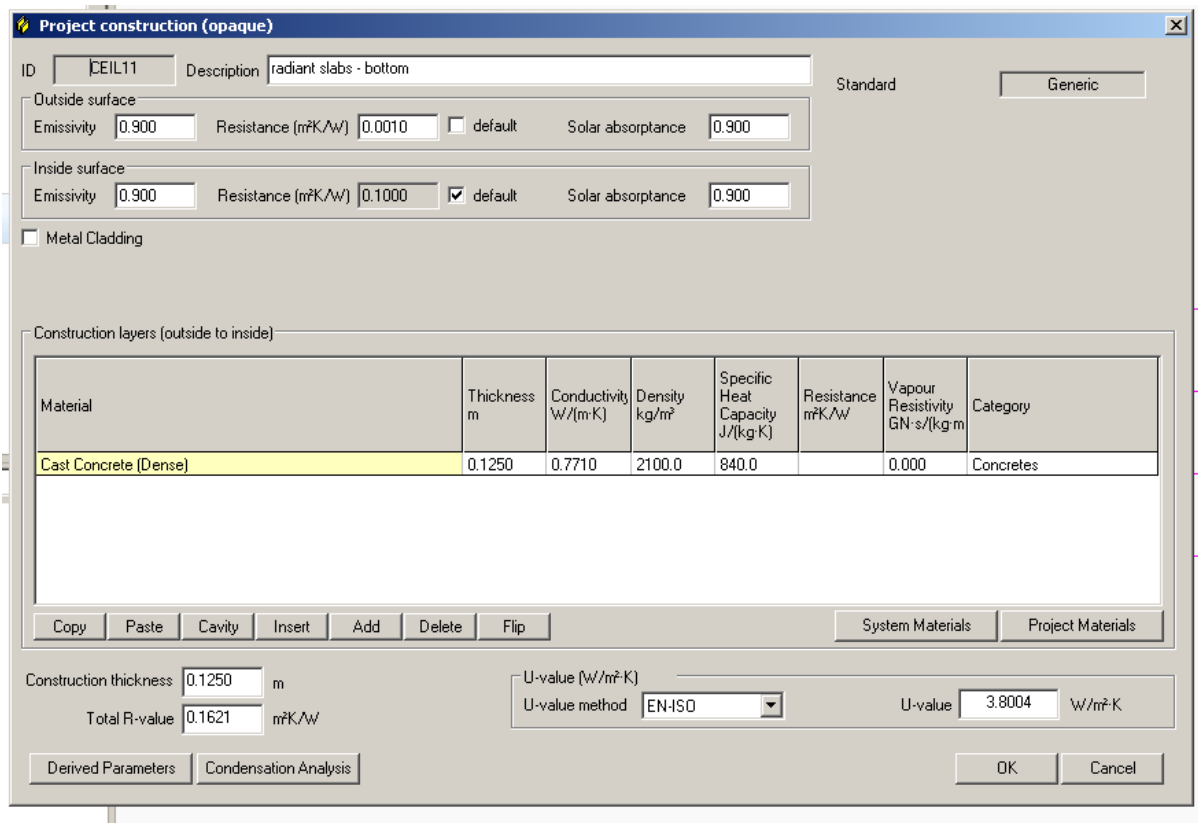 Project construction (opaque)
ID CEIL11 Description radiant slabs - bottom Standard Generic
Outside surface
Emissivity 0.900 Resistance (m²K/W) 0.0010 default Solar absorptance 0.900
Inside surface
Emissivity 0.900 Resistance (m²K/W) 0.1000 default Solar absorptance 0.900
Metal Cladding
Construction layers (outside to inside)
Material Thickness m Conductivity W/(m·K) Density kg/m³ Specific Heat Capacity J/(kg·K) Resistance m²K/W Vapour Resistivity GN·s/(kg·m Category
Cast Concrete (Dense) 0.1250 0.7710 2100.0 840.0 0.000 Concretes
Copy Paste Cavity Insert Add Delete Flip System Materials Project Materials
Construction thickness 0.1250 m
U-value (W/m²·K)
Total R-value 0.1621 m²K/W U-value method EN-ISO U-value 3.8004 W/m²·K
Derived Parameters Condensation Analysis OK Cancel